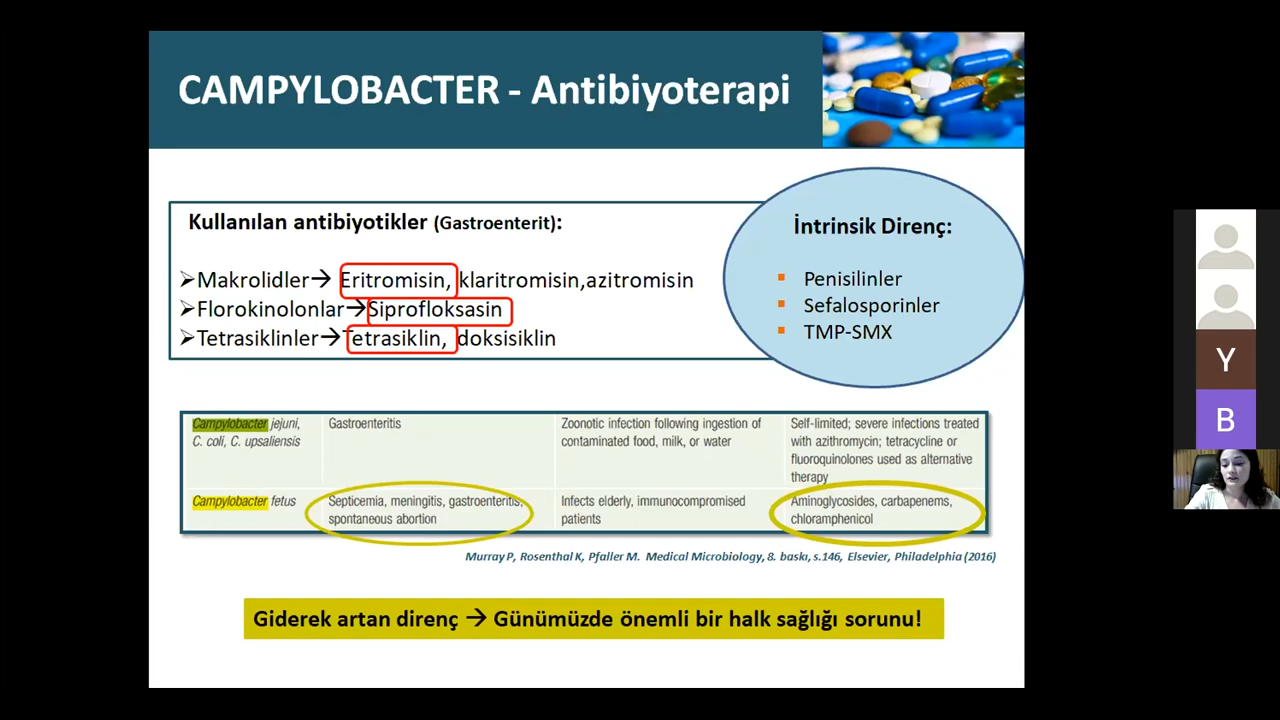 CAMPYLOBACTER - Antibiyoterapi
Kullanılan antibiyotikler (Gastroenterit):
➢Makrolidler→ Eritromisin, klaritromisin,azitromisin
➢Florokinolonlar→Siprofloksasin
➢Tetrasiklinler→Tetrasiklin, doksisiklin
İntrinsik Direnç:
▪ Penisilinler
▪ Sefalosporinler
▪ TMP-SMX
Campylobacter jejuni,
C. coli, C. upsaliensis
Gastroenteritis
Zoonotic infection following ingestion of
contaminated food, milk, or water
Self-limited; severe infections treated
with azithromycin; tetracycline or
fluoroquinolones used as alternative
therapy
Campylobacter fetus
Septicemia, meningitis, gastroenteritis,
spontaneous abortion
Infects elderly, immunocompromised
patients
Aminoglycosides, carbapenems,
chloramphenicol
Murray P, Rosenthal K, Pfaller M. Medical Microbiology, 8. baskı, s.146, Elsevier, Philadelphia (2016)
Giderek artan direnç → Günümüzde önemli bir halk sağlığı sorunu!
Y
B